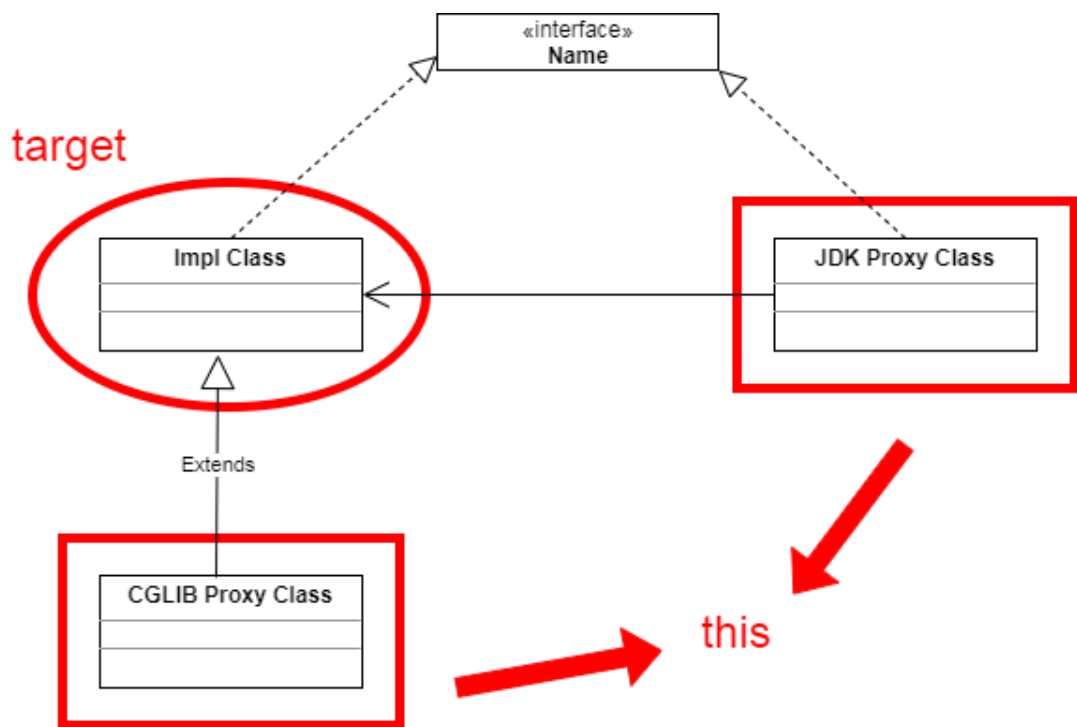 «interface»
Name
target
Impl Class
JDK Proxy Class
Extends
CGLIB Proxy Class
this